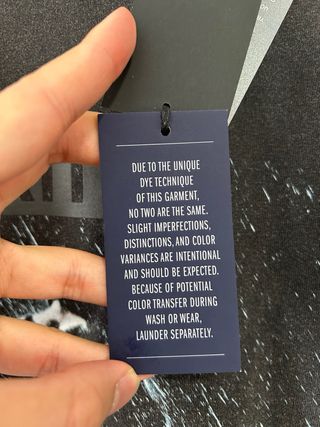 DUE TO THE UNIQUE
DYE TECHNIQUE
OF THIS GARMENT,
NO TWO ARE THE SAME.
SLIGHT IMPERFECTIONS,
DISTINCTIONS, AND COLOR
VARIANCES ARE INTENTIONAL
AND SHOULD BE EXPECTED.
BECAUSE OF POTENTIAL
COLOR TRANSFER DURING
WASH OR WEAR,
LAUNDER SEPARATELY.